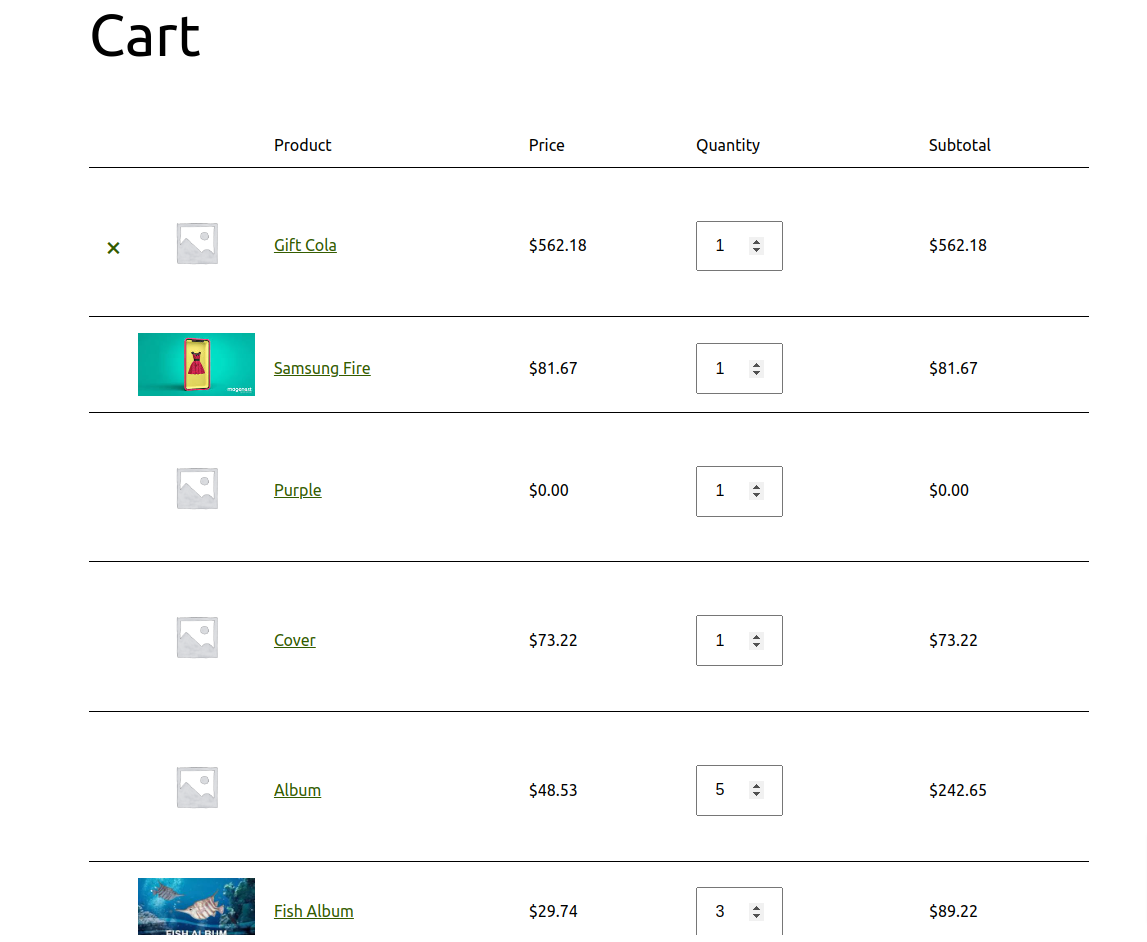 Cart
Product Price Quantity Subtotal
× Gift Cola $562.18 1 $562.18
Samsung Fire $81.67 1 $81.67
Purple $0.00 1 $0.00
Cover $73.22 1 $73.22
Album $48.53 5 $242.65
Fish Album $29.74 3 $89.22
FISH ALBUM